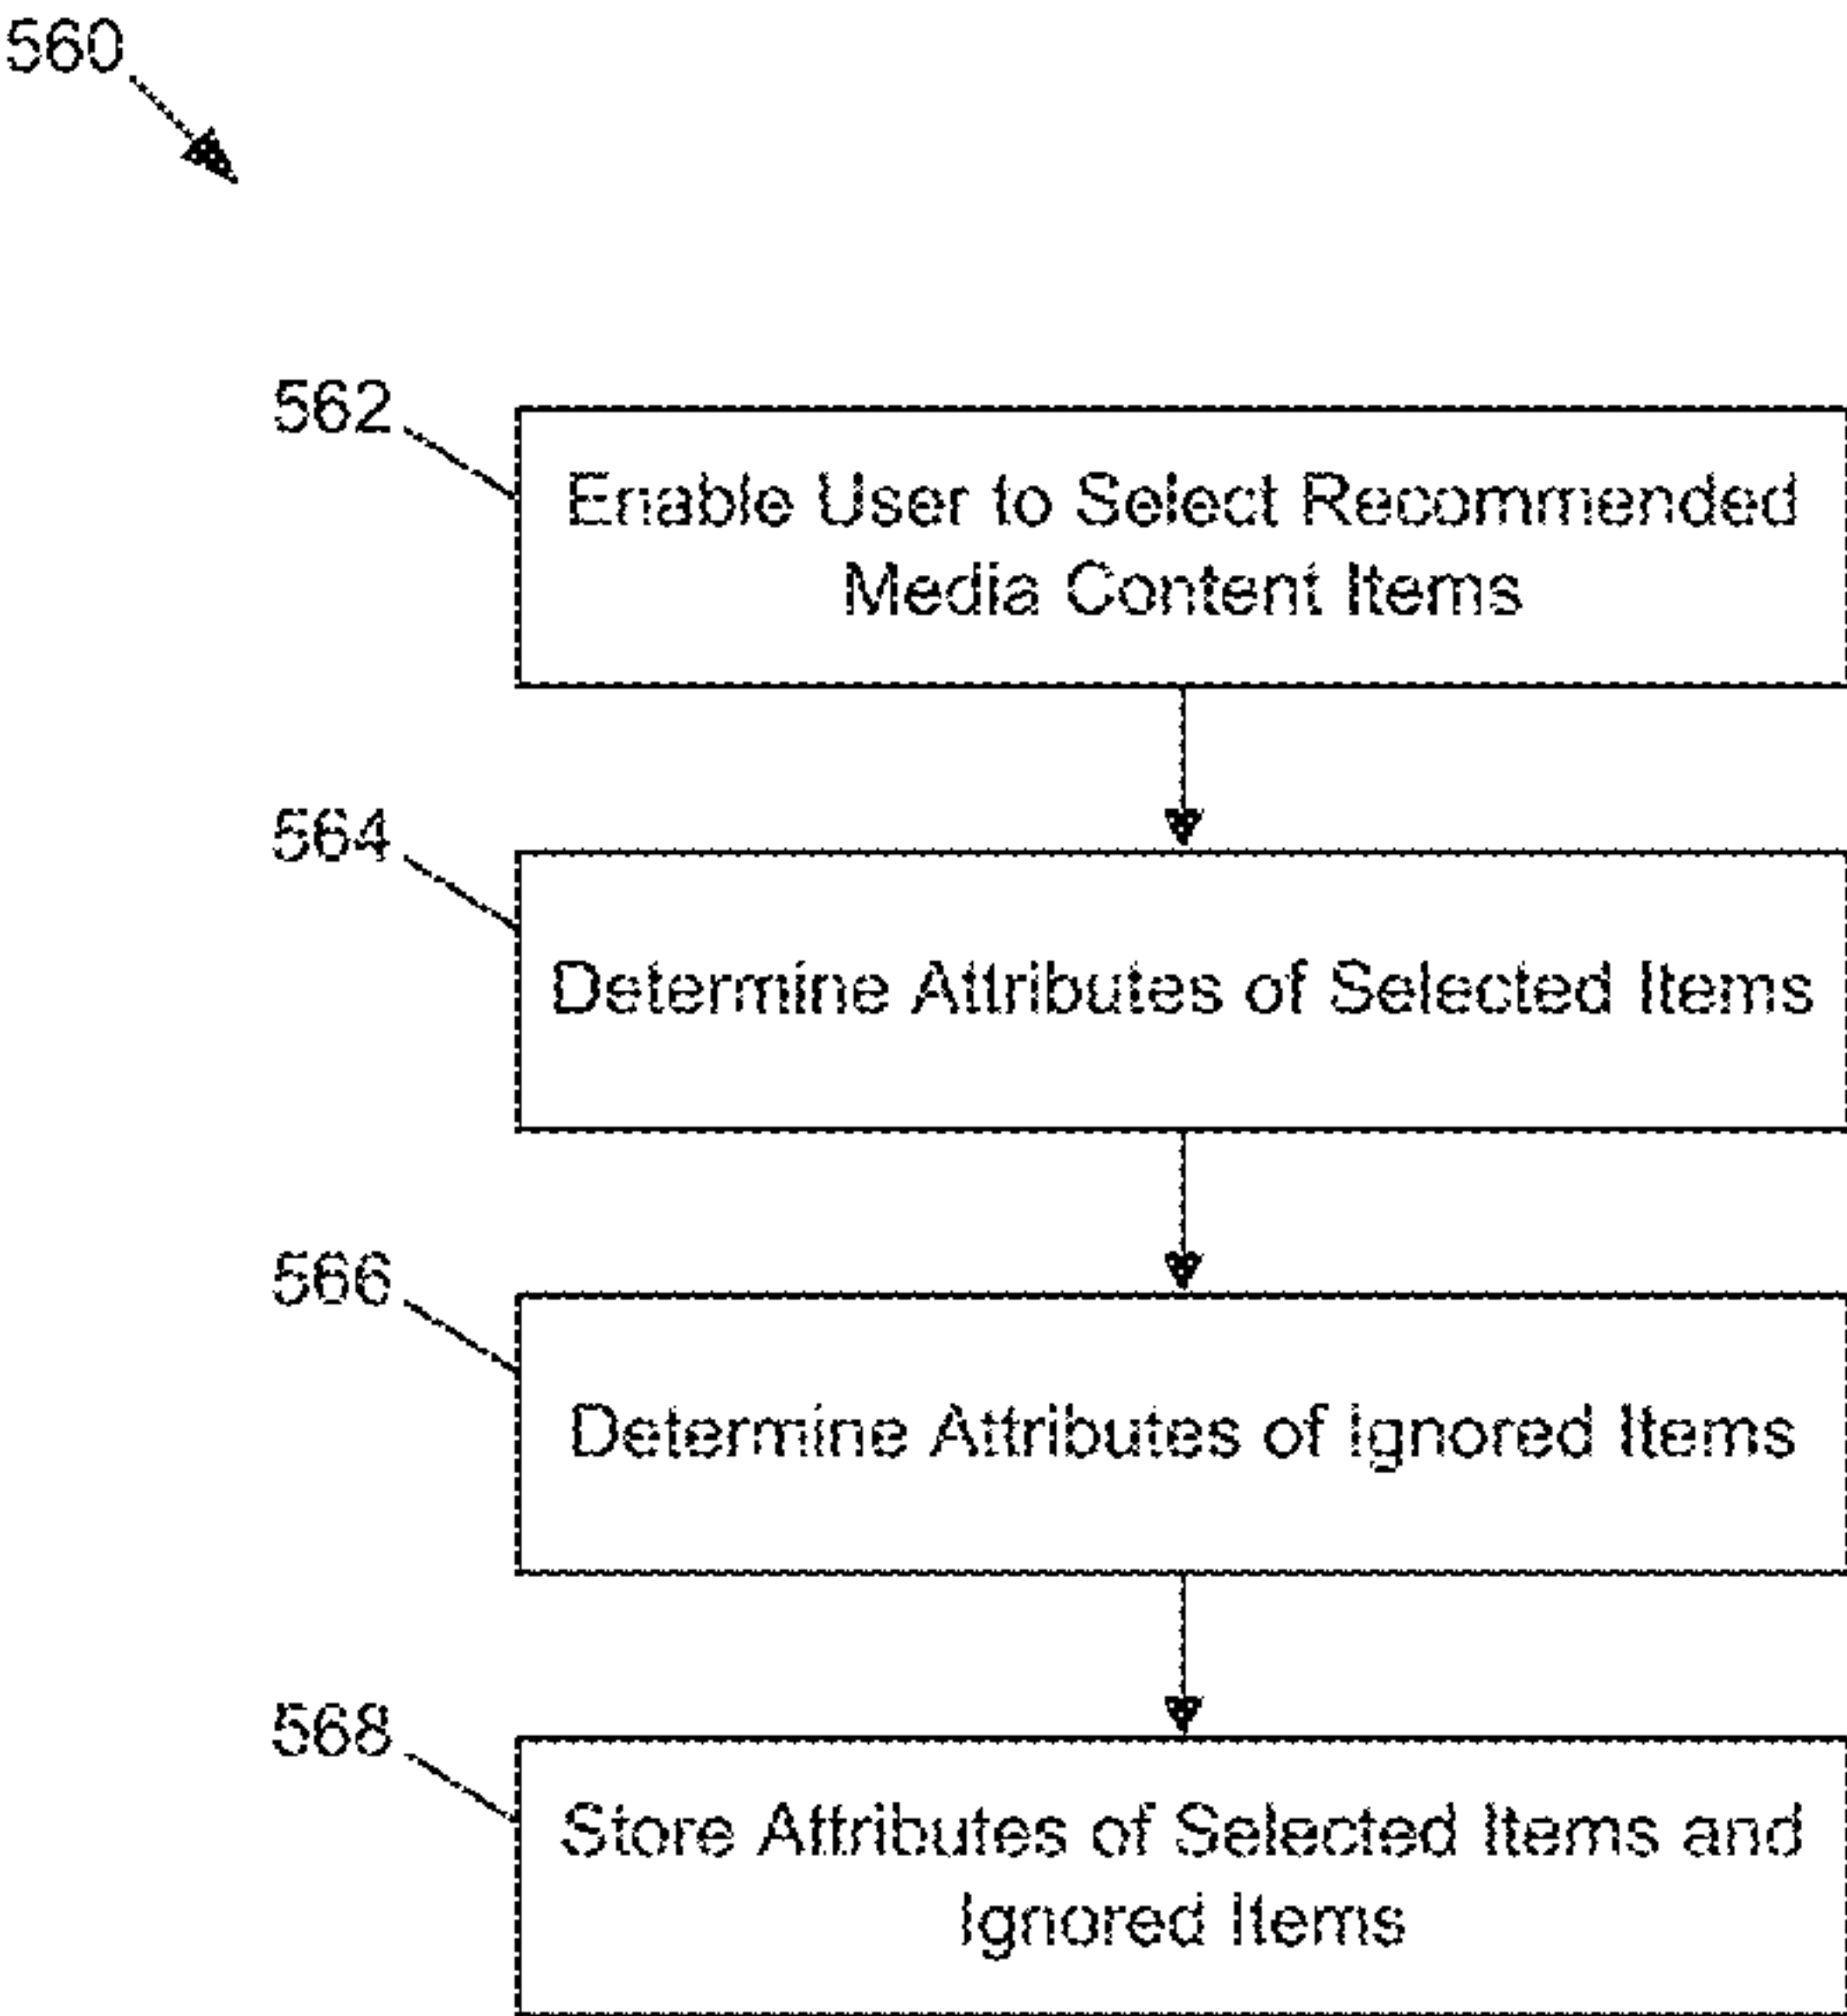 560
562
Enable User to Select Recommended
Media Content Items
564
Determine Attributes of Selected Items
566
Determine Attributes of Ignored Items
568
Store Attributes of Selected Items and
Ignored Items